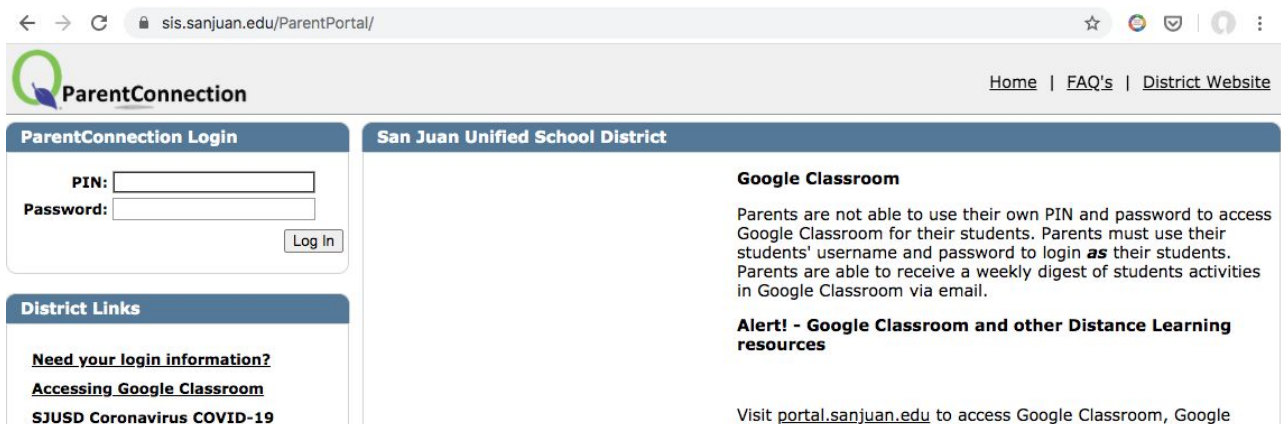 sis.sanjuan.edu/ParentPortal/
ParentConnection
Home | FAQ's | District Website
ParentConnection Login
PIN:
Password:
Log In
District Links
Need your login information?
Accessing Google Classroom
SJUSD Coronavirus COVID-19
San Juan Unified School District
Google Classroom
Parents are not able to use their own PIN and password to access
Google Classroom for their students. Parents must use their
students' username and password to login as their students.
Parents are able to receive a weekly digest of students activities
in Google Classroom via email.
Alert! - Google Classroom and other Distance Learning
resources
Visit portal.sanjuan.edu to access Google Classroom, Google